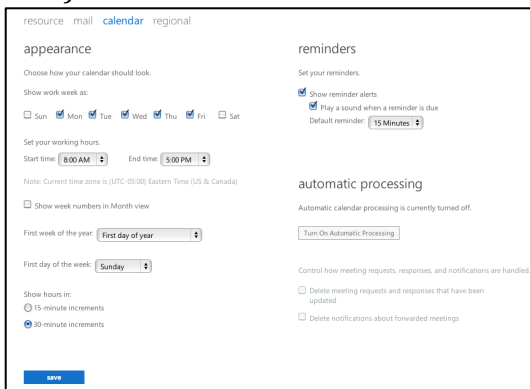 resource mail calendar regional
appearance
Choose how your calendar should look.
Show work week as:
Sun Mon Tue Wed Thu Fri Sat
Set your working hours.
Start time: 8:00 AM End time: 5:00 PM
Note: Current time zone is (UTC-05:00) Eastern Time (US & Canada)
Show week numbers in Month view
First week of the year: First day of year
First day of the week: Sunday
Show hours in:
15-minute increments
30-minute increments
save
reminders
Set your reminders.
Show reminder alerts
Play a sound when a reminder is due
Default reminder: 15 Minutes
automatic processing
Automatic calendar processing is currently turned off.
Turn On Automatic Processing
Control how meeting requests, responses, and notifications are handled.
Delete meeting requests and responses that have been
updated
Delete notifications about forwarded meetings